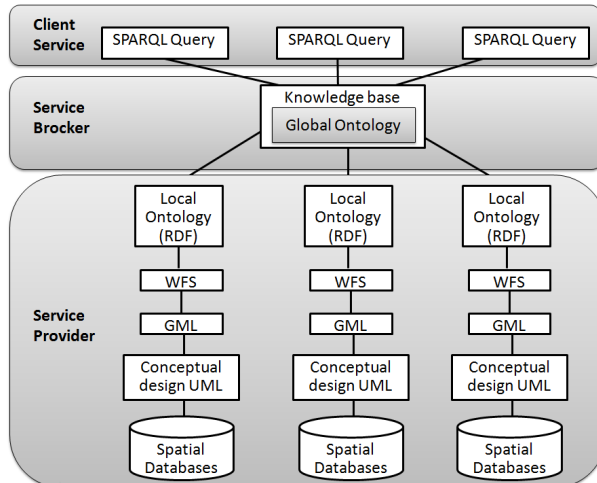 Client
Service
SPARQL Query
SPARQL Query
SPARQL Query
Service
Brocker
Knowledge base
Global Ontology
Local
Ontology
(RDF)
Local
Ontology
(RDF)
Local
Ontology
(RDF)
WFS
WFS
WFS
Service
Provider
GML
GML
GML
Conceptual
design UML
Conceptual
design UML
Conceptual
design UML
Spatial
Databases
Spatial
Databases
Spatial
Databases